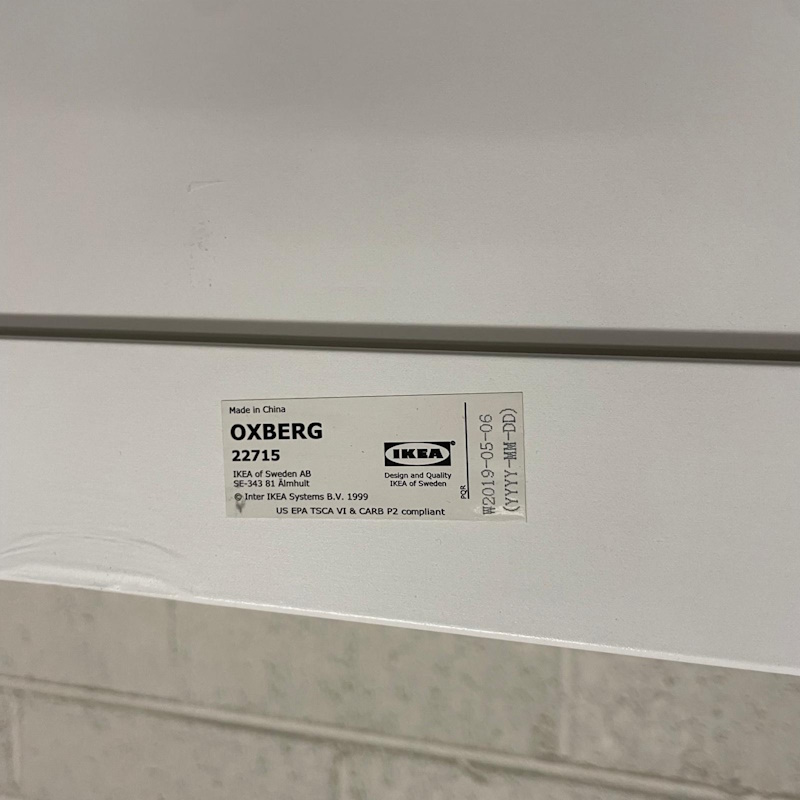 Made in China
OXBERG
22715
IKEA of Sweden AB
SE-343 81 Älmhult
© Inter IKEA Systems B.V. 1999
US EPA TSCA VI & CARB P2 compliant
IKEA®
Design and Quality
IKEA of Sweden
PQR
W2019-05-06
(YYYY-MM-DD)